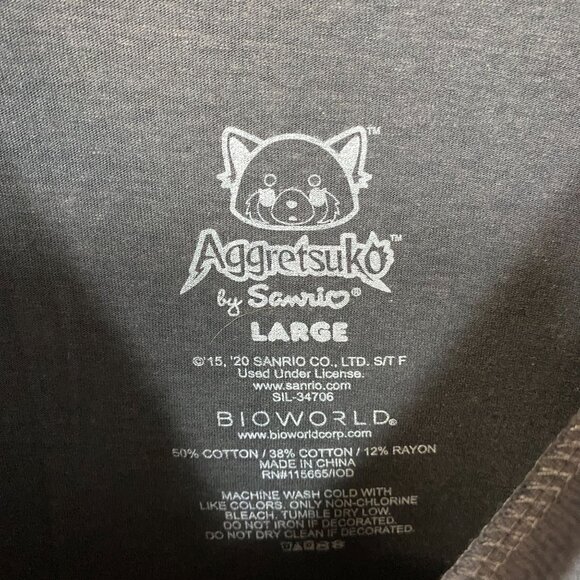 TM
Aggretsuko™
by Sanrio®
LARGE
©'15, '20 SANRIO CO., LTD. S/T F
Used Under License.
www.sanrio.com
SIL-34706
BIOWORLD®
www.bioworldcorp.com
50% COTTON / 38% COTTON / 12% RAYON
MADE IN CHINA
RN#115665/IOD
MACHINE WASH COLD WITH
LIKE COLORS. ONLY NON-CHLORINE
BLEACH. TUMBLE DRY LOW.
DO NOT IRON IF DECORATED.
DO NOT DRY CLEAN IF DECORATED.